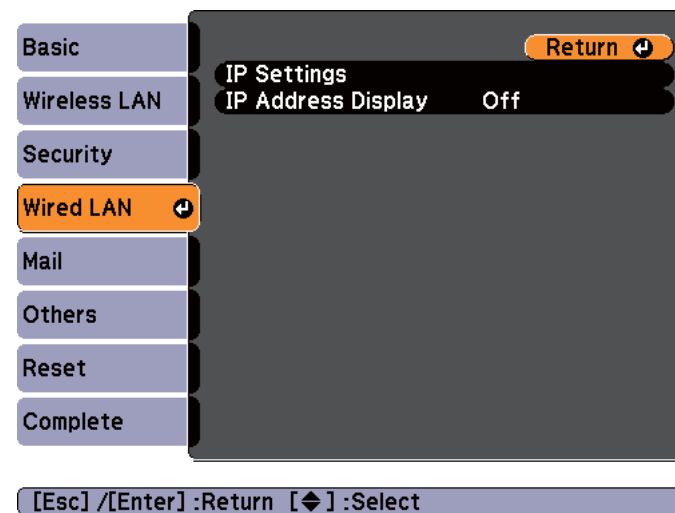 Basic
Wireless LAN
Security
Wired LAN
Mail
Others
Reset
Complete
Return
IP Settings
IP Address Display Off
[Esc] /[Enter] :Return [◆] :Select